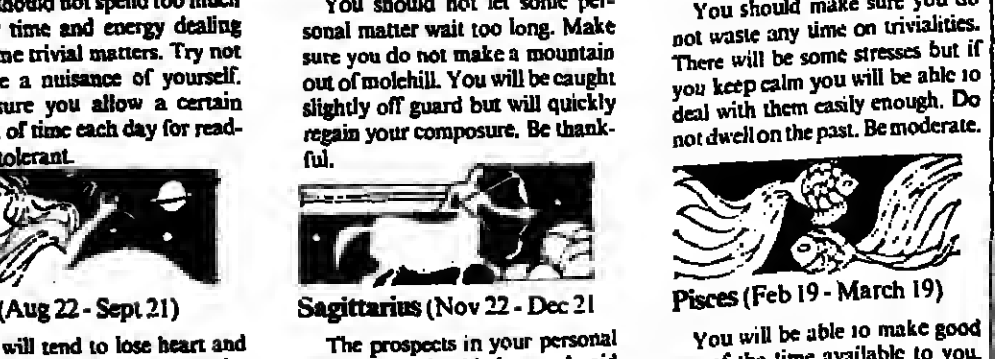 should not spend too much
time and energy dealing
trivial matters. Try not
a nuisance of yourself.
sure you allow a certain
of time each day for read-
tolerant.
(Aug 22 - Sept 21)
will tend to lose heart and
You should not let some per-
sonal matter wait too long. Make
sure you do not make a mountain
out of molehill. You will be caught
slightly off guard but will quickly
regain your composure. Be thank-
ful.
Sagittarius (Nov 22 - Dec 21
The prospects in your personal
You should make sure you do
not waste any time on trivialities.
There will be some stresses but if
you keep calm you will be able to
deal with them easily enough. Do
not dwell on the past. Be moderate.
Pisces (Feb 19 - March 19)
You will be able to make good
of the time available to you.